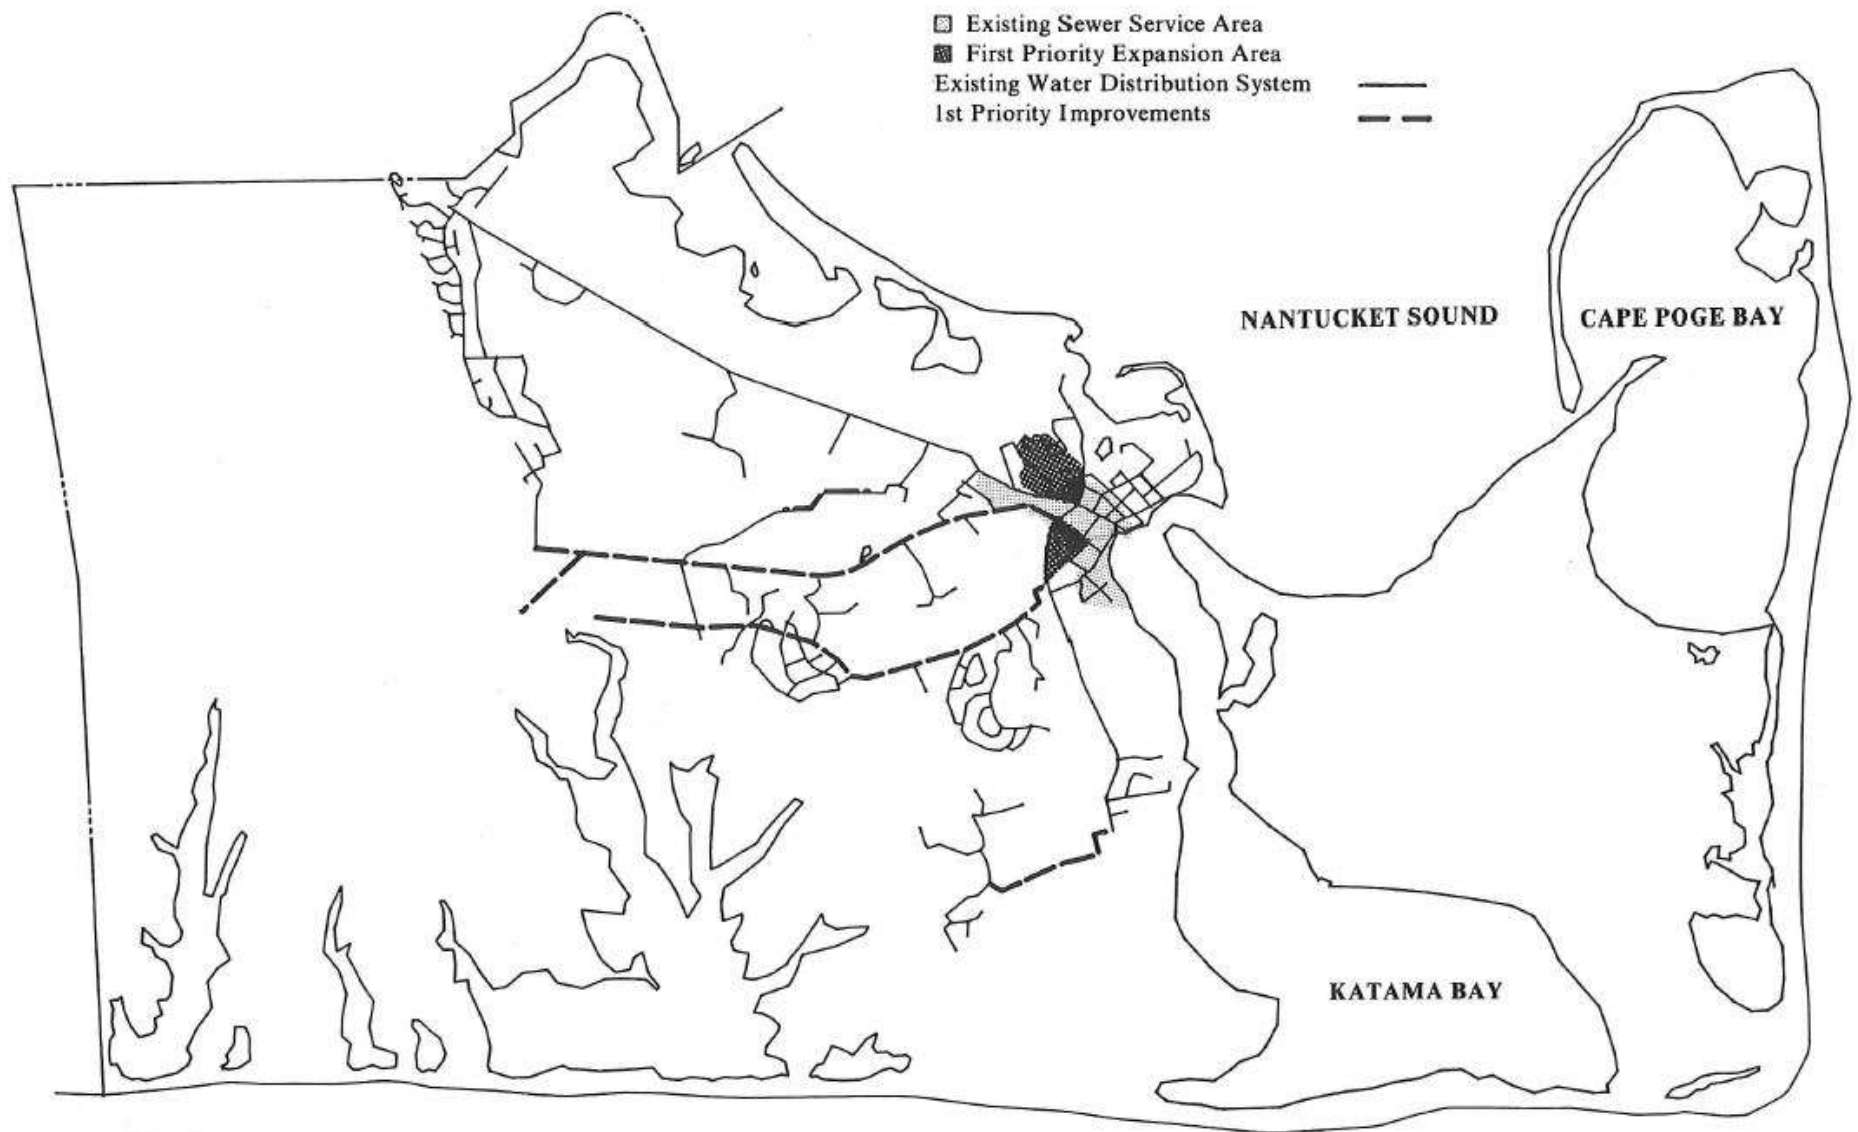 Existing Sewer Service Area
First Priority Expansion Area
Existing Water Distribution System
1st Priority Improvements
NANTUCKET SOUND
CAPE POGE BAY
KATAMA BAY